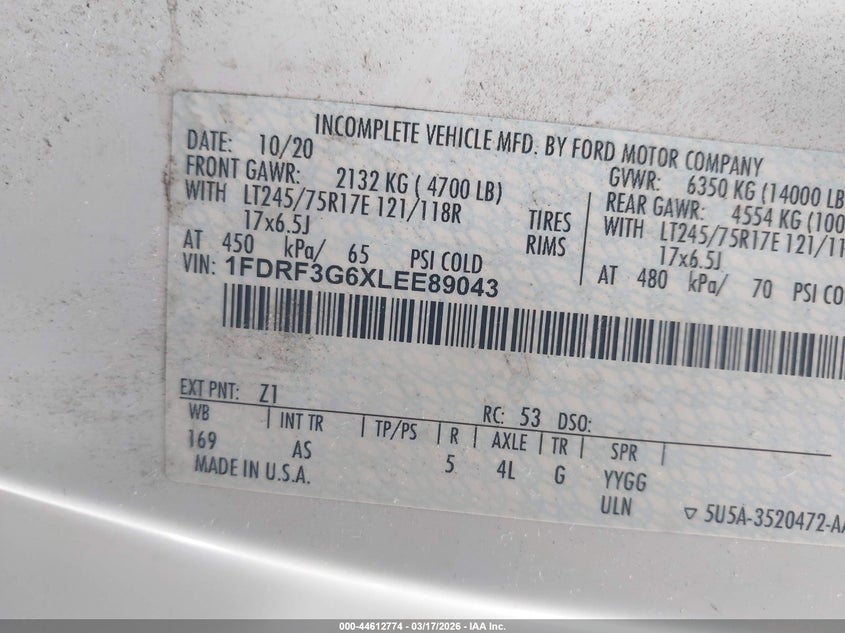 INCOMPLETE VEHICLE MFD. BY FORD MOTOR COMPANY
DATE: 10/20
GVWR: 6350 KG (14000 LB
FRONT GAWR: 2132 KG ( 4700 LB)
REAR GAWR: 4554 KG (100
WITH LT245/75R17E 121/118R TIRES
WITH LT245/75R17E 121/11
17x6.5J RIMS
17x6.5J
AT 450 kPa/ 65 PSI COLD
AT 480 kPa/ 70 PSI CO
VIN: 1FDRF3G6XLEE89043
EXT PNT: Z1 RC: 53 DSO:
WB | INT TR | TP/PS | R | AXLE | TR | SPR
169 AS 5 4L G YYGG
MADE IN U.S.A. ULN
▽ 5U5A-3520472-AA
000-44612774 — 03/17/2026 - IAA Inc.